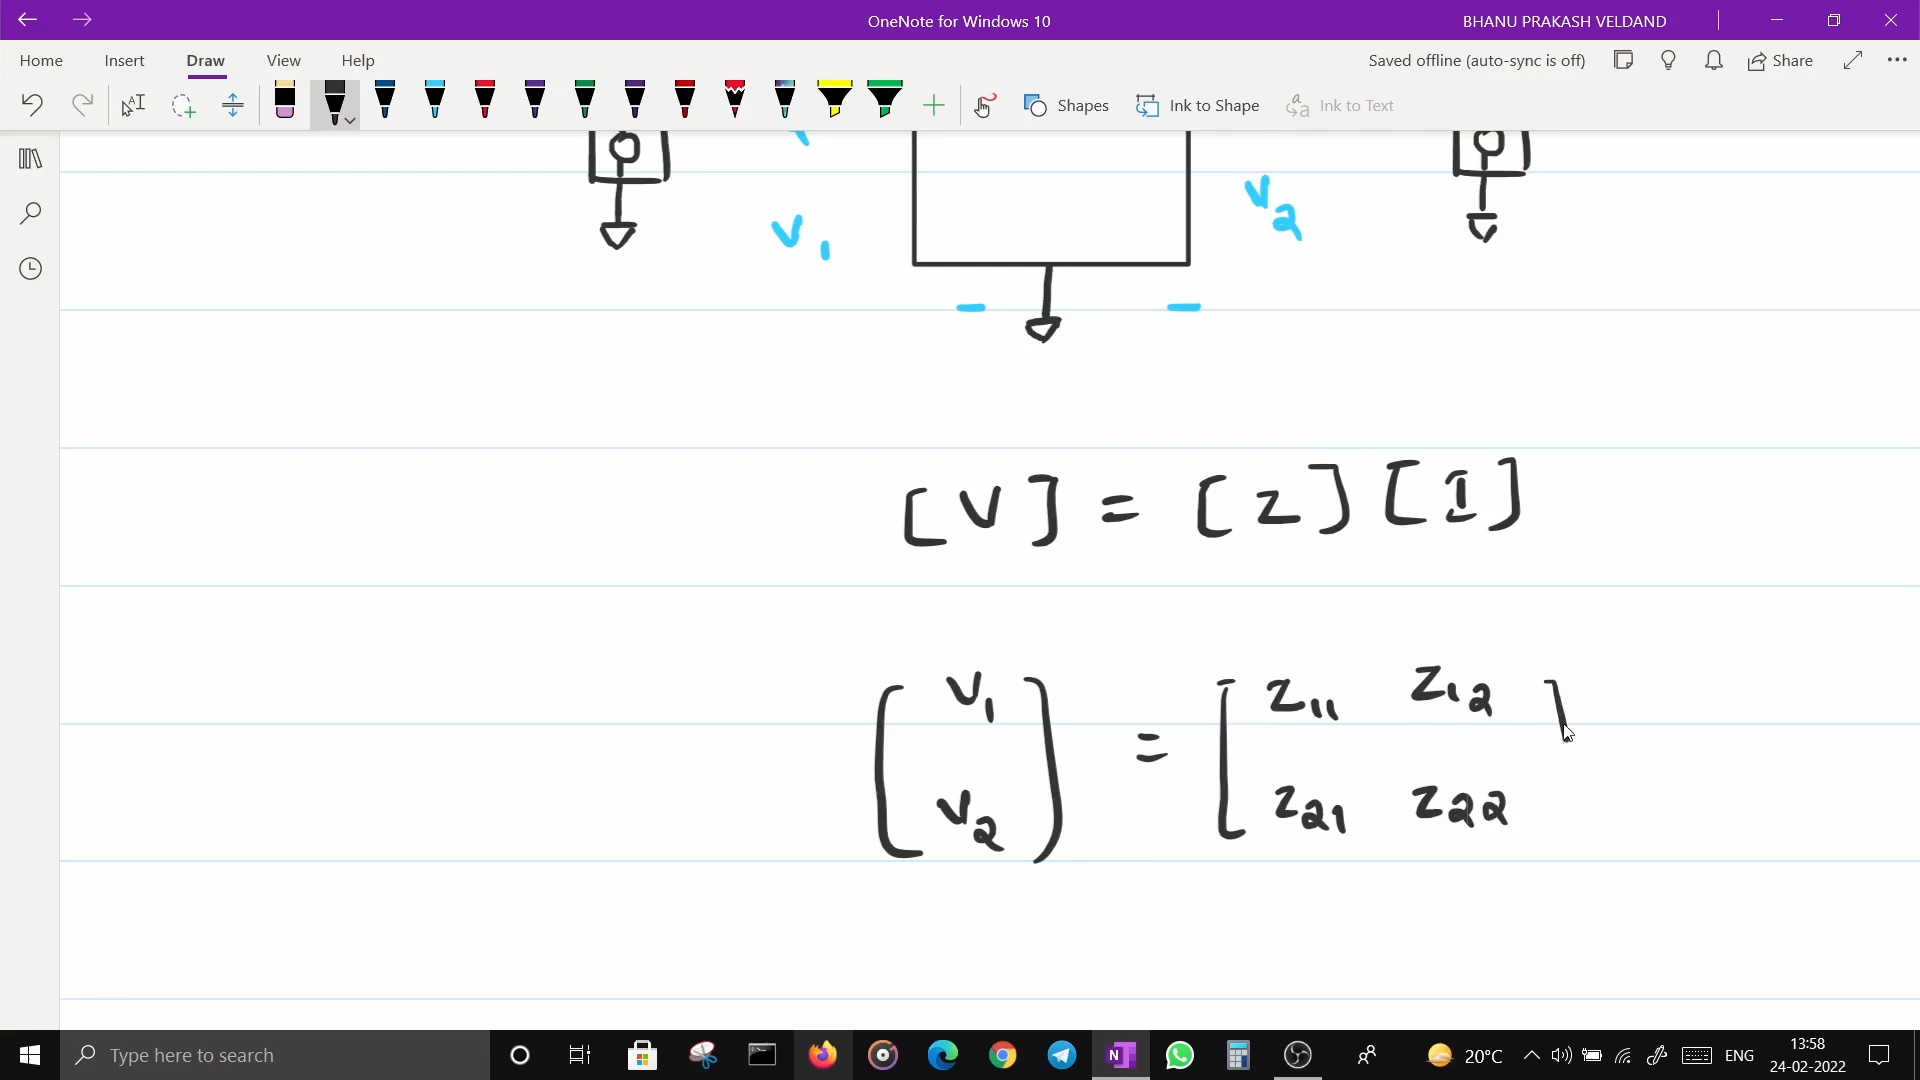 OneNote for Windows 10
BHANU PRAKASH VELDAND
Home Insert Draw View Help
Saved offline (auto-sync is off)
Share
Shapes
Ink to Shape
Ink to Text
V1
V2
[V] = [Z] [I]
[V1 = [Z11 Z12]
V2] Z21 Z22
Type here to search
20°C
ENG
13:58
24-02-2022